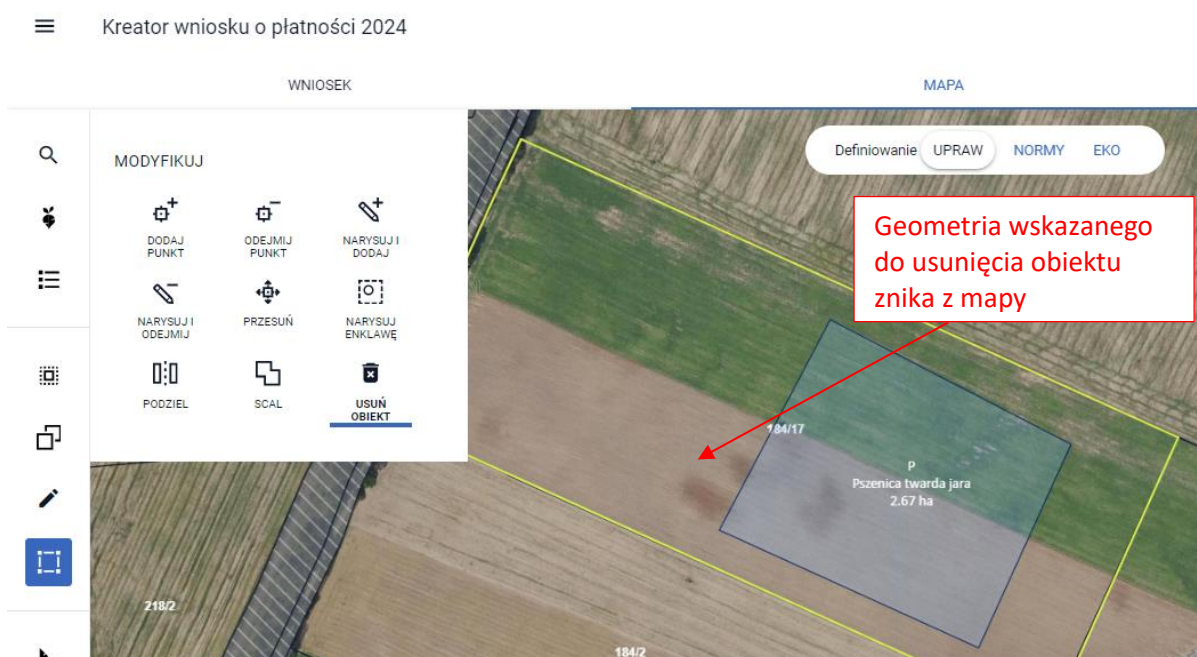 Kreator wniosku o płatności 2024
WNIOSEK
MAPA
MODYFIKUJ
DODAJ
PUNKT
ODEJMIJ
PUNKT
NARYSUJ I
DODAJ
NARYSUJ I
ODEJMIJ
PRZESUŃ
NARYSUJ
ENKLAWĘ
PODZIEL
SCAL
USUŃ
OBIEKT
Definiowanie UPRAW NORMY EKO
Geometria wskazanego
do usunięcia obiektu
znika z mapy
184/17
P
Pszenica twarda jara
2.67 ha
218/2
184/2